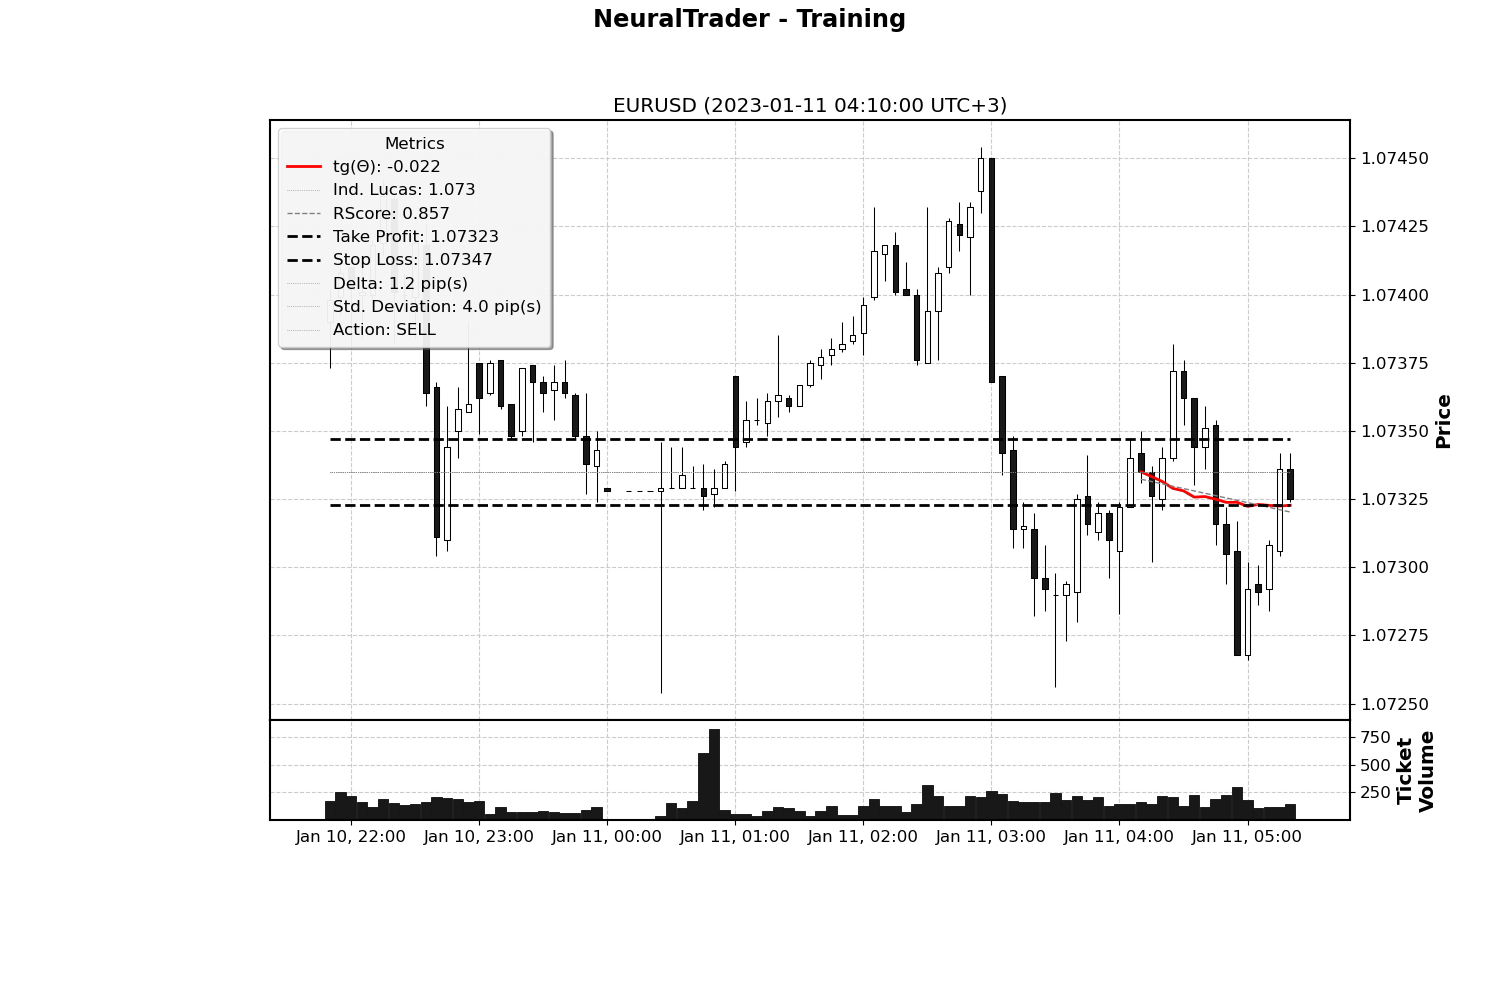 NeuralTrader - Training
EURUSD (2023-01-11 04:10:00 UTC+3)
Metrics
tg(Θ): -0.022
Ind. Lucas: 1.073
RScore: 0.857
Take Profit: 1.07323
Stop Loss: 1.07347
Delta: 1.2 pip(s)
Std. Deviation: 4.0 pip(s)
Action: SELL
1.07450
1.07425
1.07400
1.07375
1.07350
1.07325
1.07300
1.07275
1.07250
Price
750
500
250
Ticket
Volume
Jan 10, 22:00 Jan 10, 23:00 Jan 11, 00:00 Jan 11, 01:00 Jan 11, 02:00 Jan 11, 03:00 Jan 11, 04:00 Jan 11, 05:00